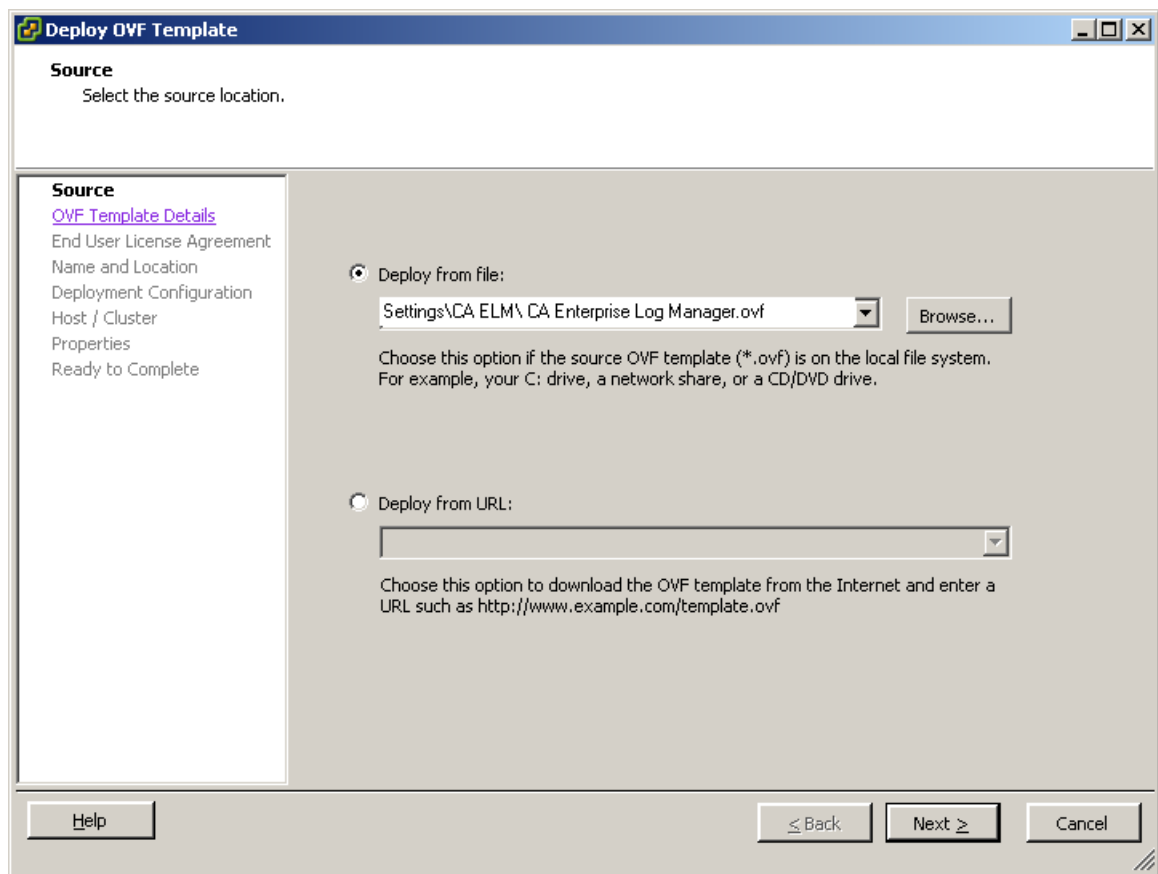 Deploy OVF Template
Source
Select the source location.
Source
OVF Template Details
End User License Agreement
Name and Location
Deployment Configuration
Host / Cluster
Properties
Ready to Complete
Deploy from file:
Settings\CA ELM\ CA Enterprise Log Manager.ovf
Browse...
Choose this option if the source OVF template (*.ovf) is on the local file system.
For example, your C: drive, a network share, or a CD/DVD drive.
Deploy from URL:
Choose this option to download the OVF template from the Internet and enter a
URL such as http://www.example.com/template.ovf
Help
≤ Back
Next ≥
Cancel